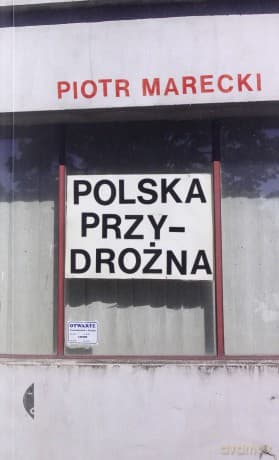 PIOTR MARECKI
POLSKA
PRZY-
DROŻNA
OTWARTE